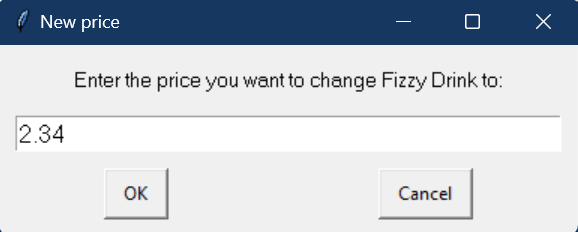 New price
Enter the price you want to change Fizzy Drink to:
2.34
OK Cancel